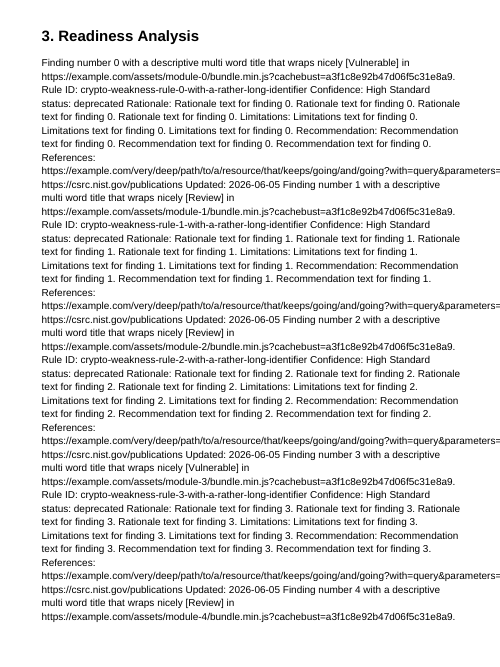 3. Readiness Analysis
Finding number 0 with a descriptive multi word title that wraps nicely [Vulnerable] in
https://example.com/assets/module-0/bundle.min.js?cachebust=a3f1c8e92b47d06f5c31e8a9.
Rule ID: crypto-weakness-rule-0-with-a-rather-long-identifier Confidence: High Standard
status: deprecated Rationale: Rationale text for finding 0. Rationale text for finding 0. Rationale
text for finding 0. Rationale text for finding 0. Limitations: Limitations text for finding 0.
Limitations text for finding 0. Limitations text for finding 0. Recommendation: Recommendation
text for finding 0. Recommendation text for finding 0. Recommendation text for finding 0.
References:
https://example.com/very/deep/path/to/a/resource/that/keeps/going/and/going?with=query&parameters=
https://csrc.nist.gov/publications Updated: 2026-06-05 Finding number 1 with a descriptive
multi word title that wraps nicely [Review] in
https://example.com/assets/module-1/bundle.min.js?cachebust=a3f1c8e92b47d06f5c31e8a9.
Rule ID: crypto-weakness-rule-1-with-a-rather-long-identifier Confidence: High Standard
status: deprecated Rationale: Rationale text for finding 1. Rationale text for finding 1. Rationale
text for finding 1. Rationale text for finding 1. Limitations: Limitations text for finding 1.
Limitations text for finding 1. Limitations text for finding 1. Recommendation: Recommendation
text for finding 1. Recommendation text for finding 1. Recommendation text for finding 1.
References:
https://example.com/very/deep/path/to/a/resource/that/keeps/going/and/going?with=query&parameters=
https://csrc.nist.gov/publications Updated: 2026-06-05 Finding number 2 with a descriptive
multi word title that wraps nicely [Review] in
https://example.com/assets/module-2/bundle.min.js?cachebust=a3f1c8e92b47d06f5c31e8a9.
Rule ID: crypto-weakness-rule-2-with-a-rather-long-identifier Confidence: High Standard
status: deprecated Rationale: Rationale text for finding 2. Rationale text for finding 2. Rationale
text for finding 2. Rationale text for finding 2. Limitations: Limitations text for finding 2.
Limitations text for finding 2. Limitations text for finding 2. Recommendation: Recommendation
text for finding 2. Recommendation text for finding 2. Recommendation text for finding 2.
References:
https://example.com/very/deep/path/to/a/resource/that/keeps/going/and/going?with=query&parameters=
https://csrc.nist.gov/publications Updated: 2026-06-05 Finding number 3 with a descriptive
multi word title that wraps nicely [Vulnerable] in
https://example.com/assets/module-3/bundle.min.js?cachebust=a3f1c8e92b47d06f5c31e8a9.
Rule ID: crypto-weakness-rule-3-with-a-rather-long-identifier Confidence: High Standard
status: deprecated Rationale: Rationale text for finding 3. Rationale text for finding 3. Rationale
text for finding 3. Rationale text for finding 3. Limitations: Limitations text for finding 3.
Limitations text for finding 3. Limitations text for finding 3. Recommendation: Recommendation
text for finding 3. Recommendation text for finding 3. Recommendation text for finding 3.
References:
https://example.com/very/deep/path/to/a/resource/that/keeps/going/and/going?with=query&parameters=
https://csrc.nist.gov/publications Updated: 2026-06-05 Finding number 4 with a descriptive
multi word title that wraps nicely [Review] in
https://example.com/assets/module-4/bundle.min.js?cachebust=a3f1c8e92b47d06f5c31e8a9.